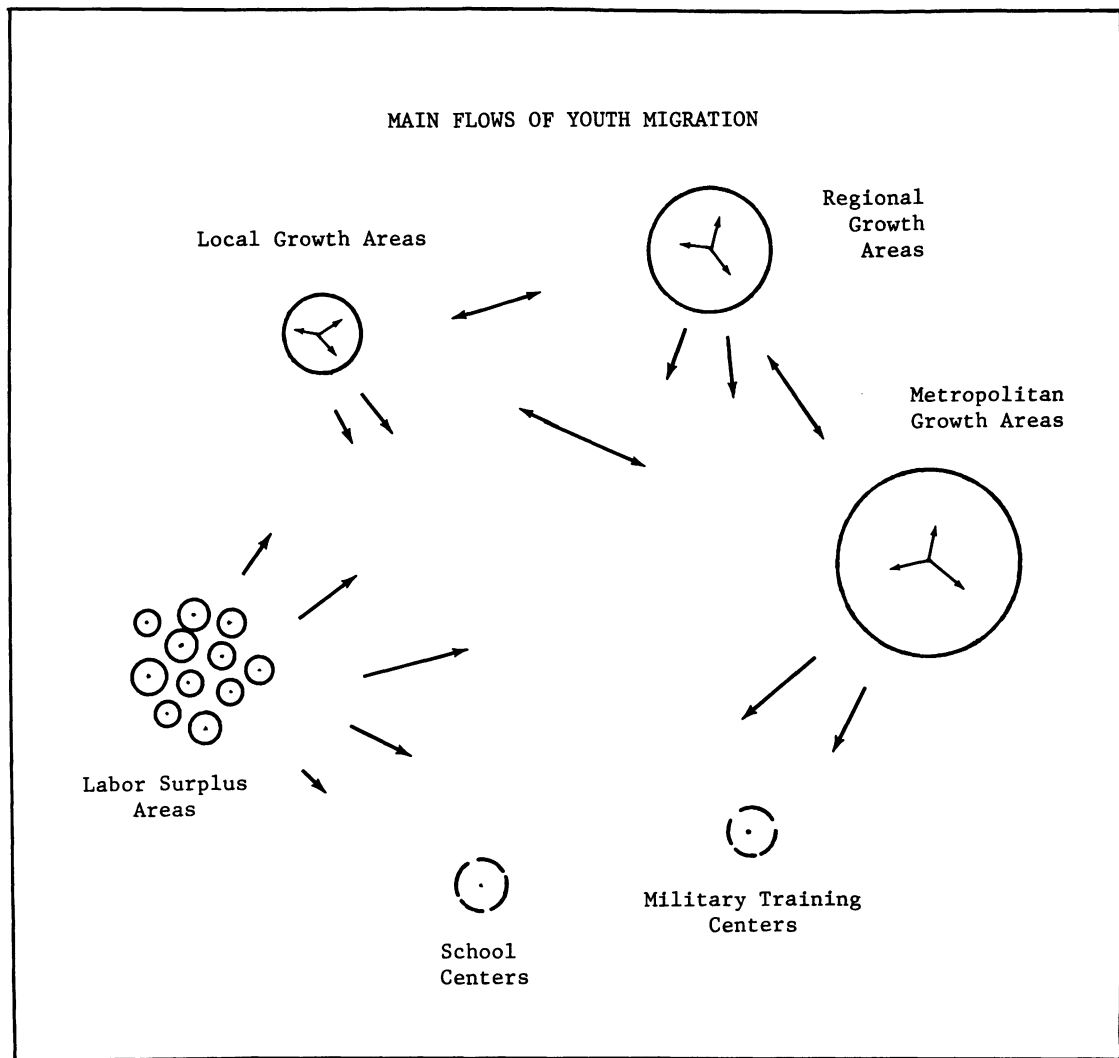 MAIN FLOWS OF YOUTH MIGRATION
Local Growth Areas
Regional
Growth
Areas
Metropolitan
Growth Areas
Labor Surplus
Areas
School
Centers
Military Training
Centers